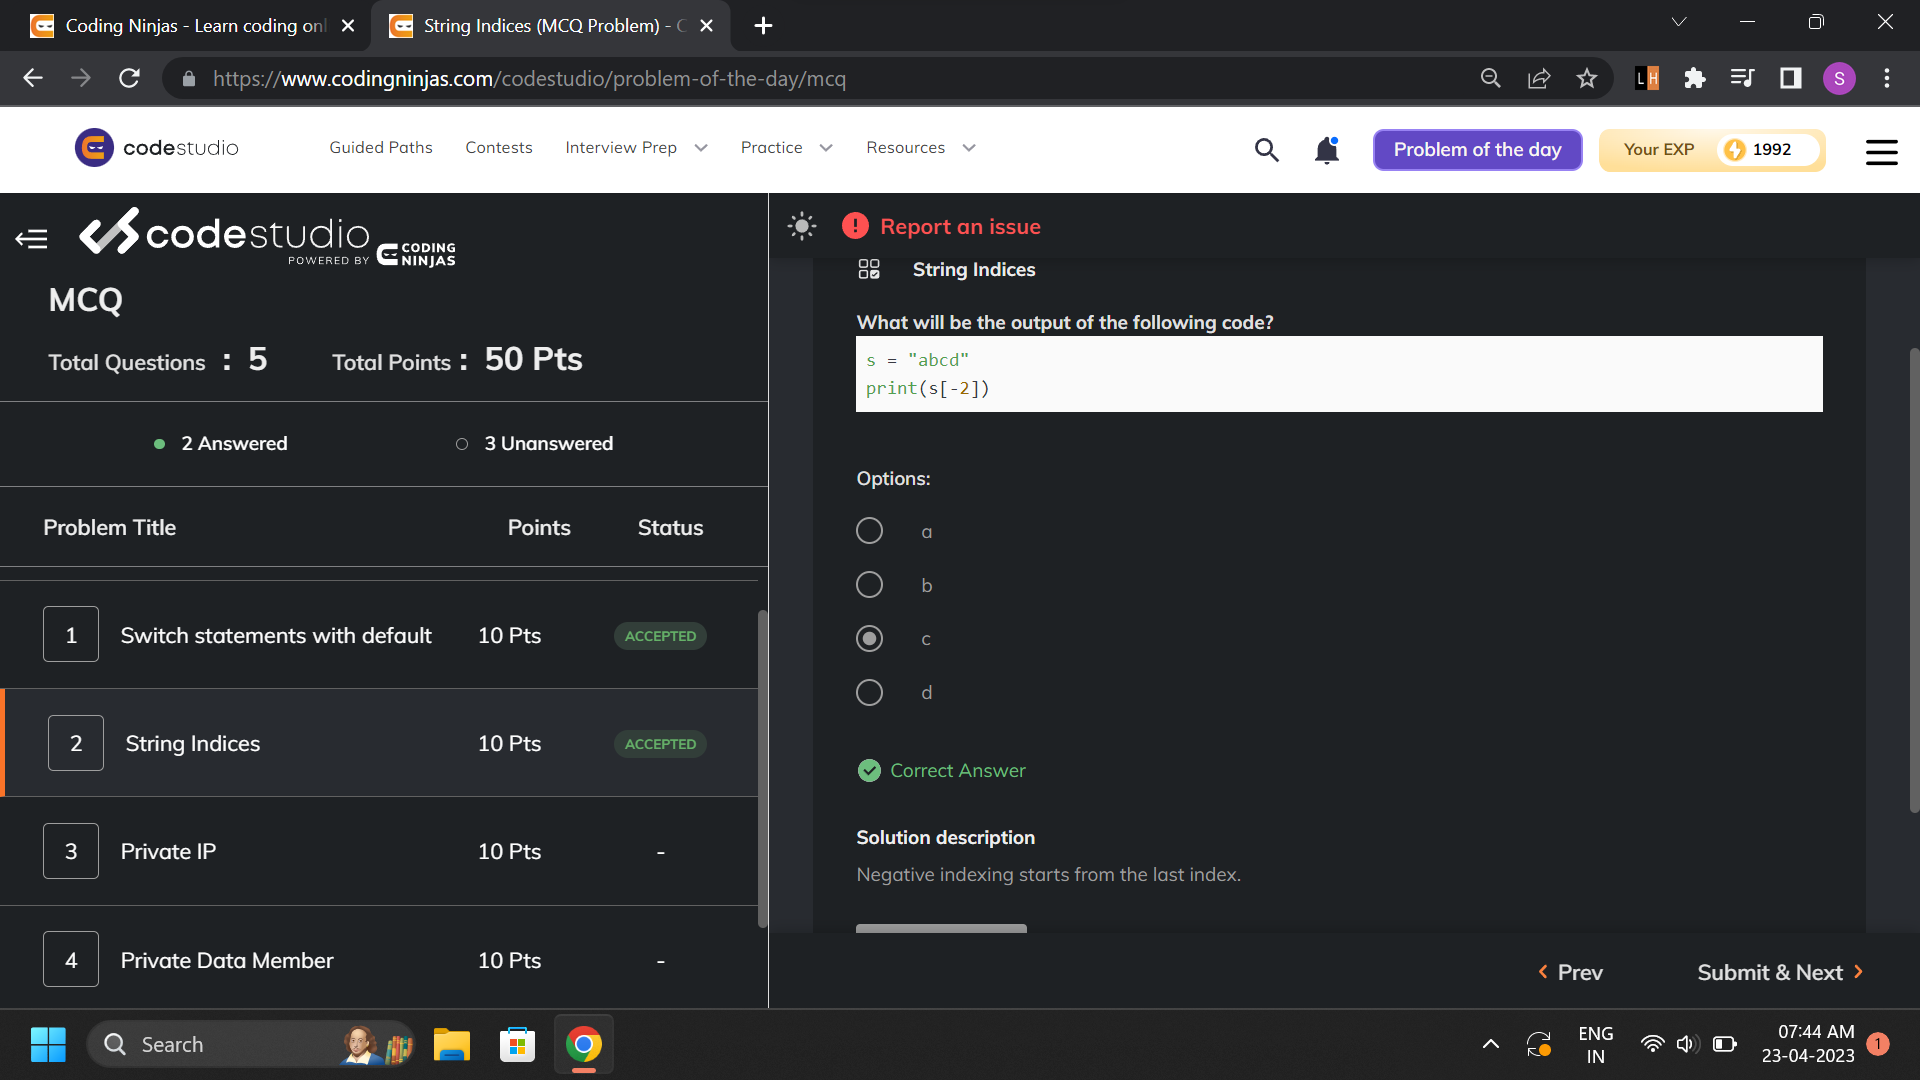 Coding Ninjas - Learn coding onl
String Indices (MCQ Problem) - C
https://www.codingninjas.com/codestudio/problem-of-the-day/mcq
LH
S
codestudio
Guided Paths
Contests
Interview Prep
Practice
Resources
Problem of the day
Your EXP
1992
codestudio
POWERED BY CODING NINJAS
Report an issue
MCQ
Total Questions : 5
Total Points : 50 Pts
2 Answered
3 Unanswered
Problem Title
Points
Status
1
Switch statements with default
10 Pts
ACCEPTED
2
String Indices
10 Pts
ACCEPTED
3
Private IP
10 Pts
-
4
Private Data Member
10 Pts
-
String Indices
What will be the output of the following code?
s = "abcd"
print(s[-2])
Options:
a
b
c
d
Correct Answer
Solution description
Negative indexing starts from the last index.
Prev
Submit & Next
Search
ENG
IN
07:44 AM
23-04-2023
1